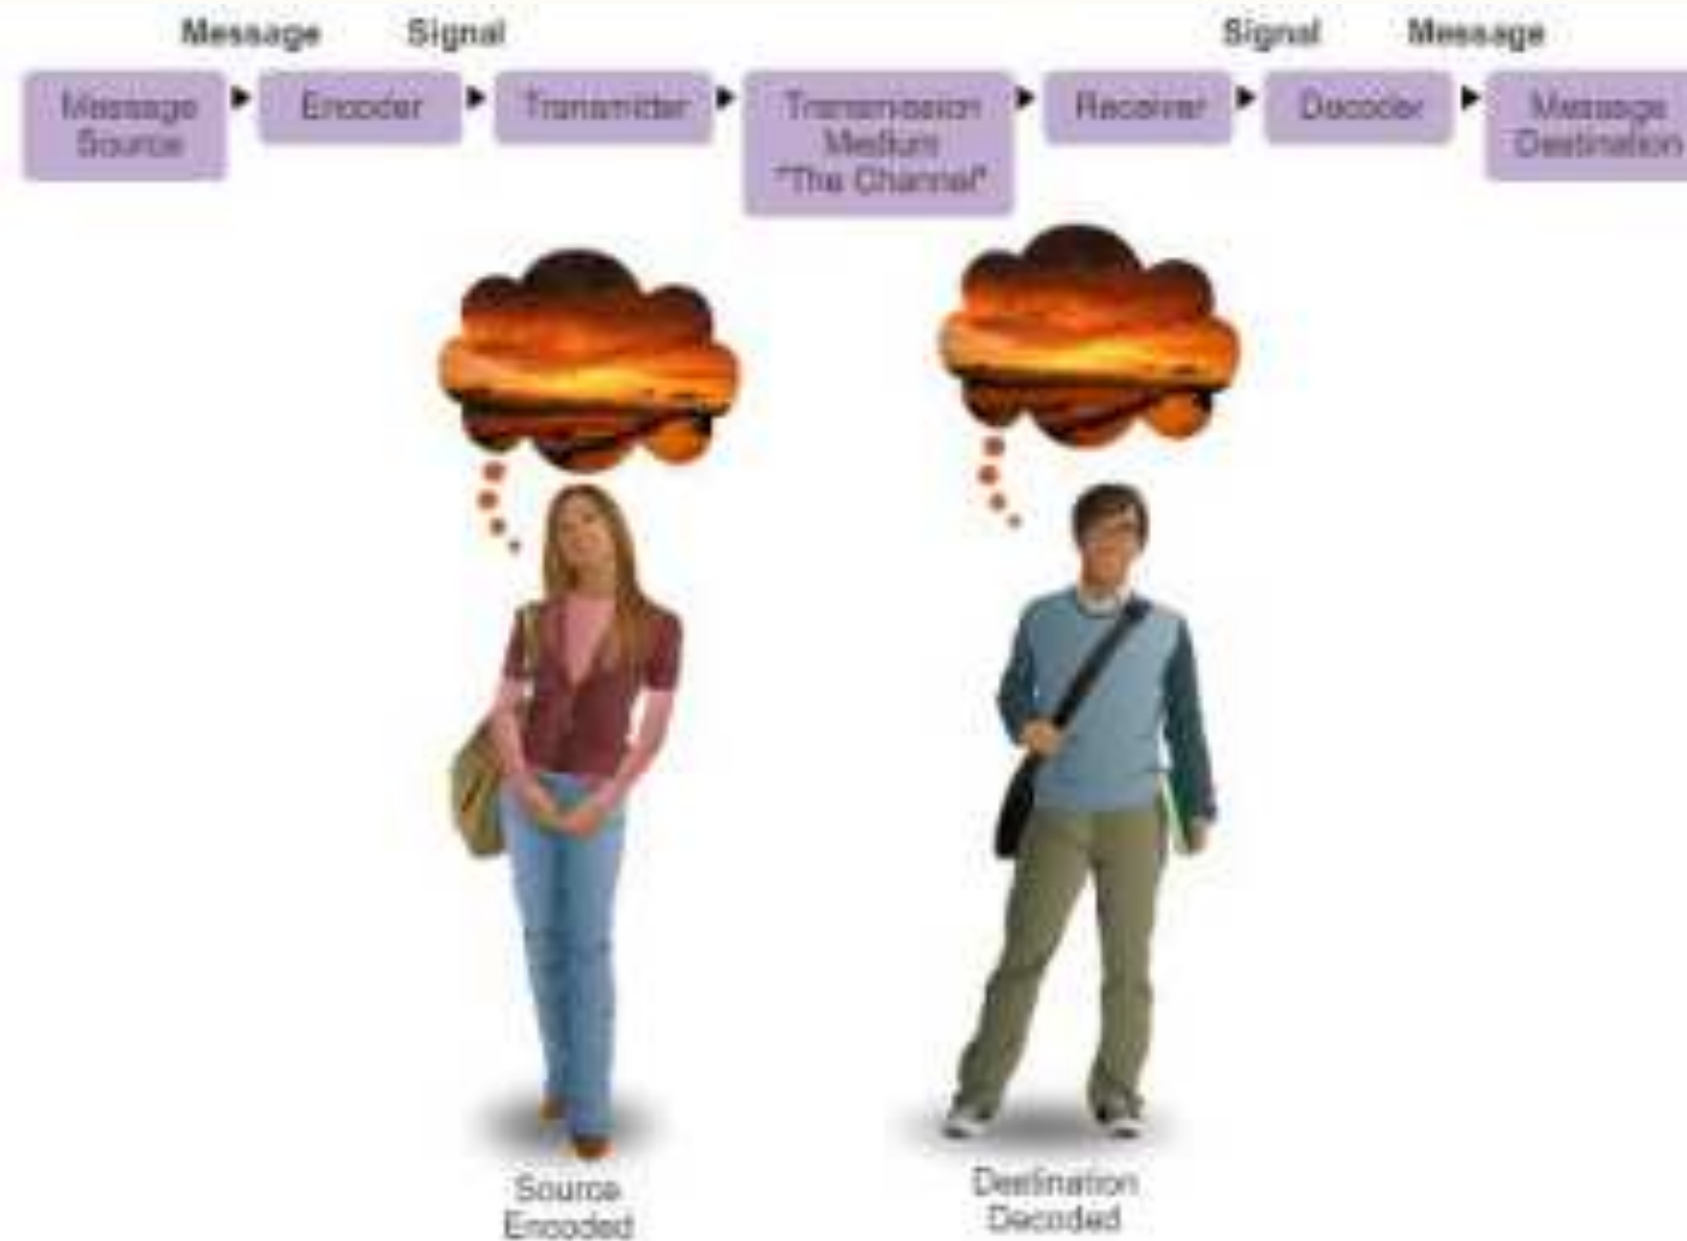 Message Signal Signal Message
Message
Source
Encoder
Transmitter
Transmission
Medium
"The Channel"
Receiver
Decoder
Message
Destination
Source
Encoded
Destination
Decoded